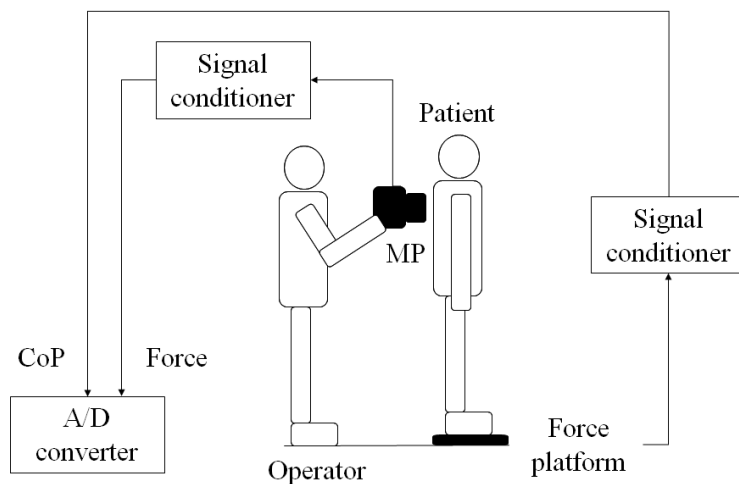 Signal
conditioner
Patient
Signal
conditioner
MP
CoP
Force
A/D
converter
Operator
Force
platform